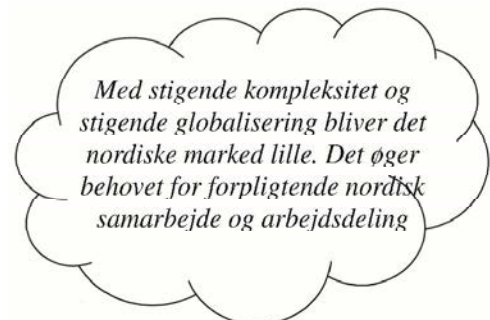 Med stigende kompleksitet og
stigende globalisering bliver det
nordiske marked lille. Det øger
behovet for forpligtende nordisk
samarbejde og arbejdsdeling